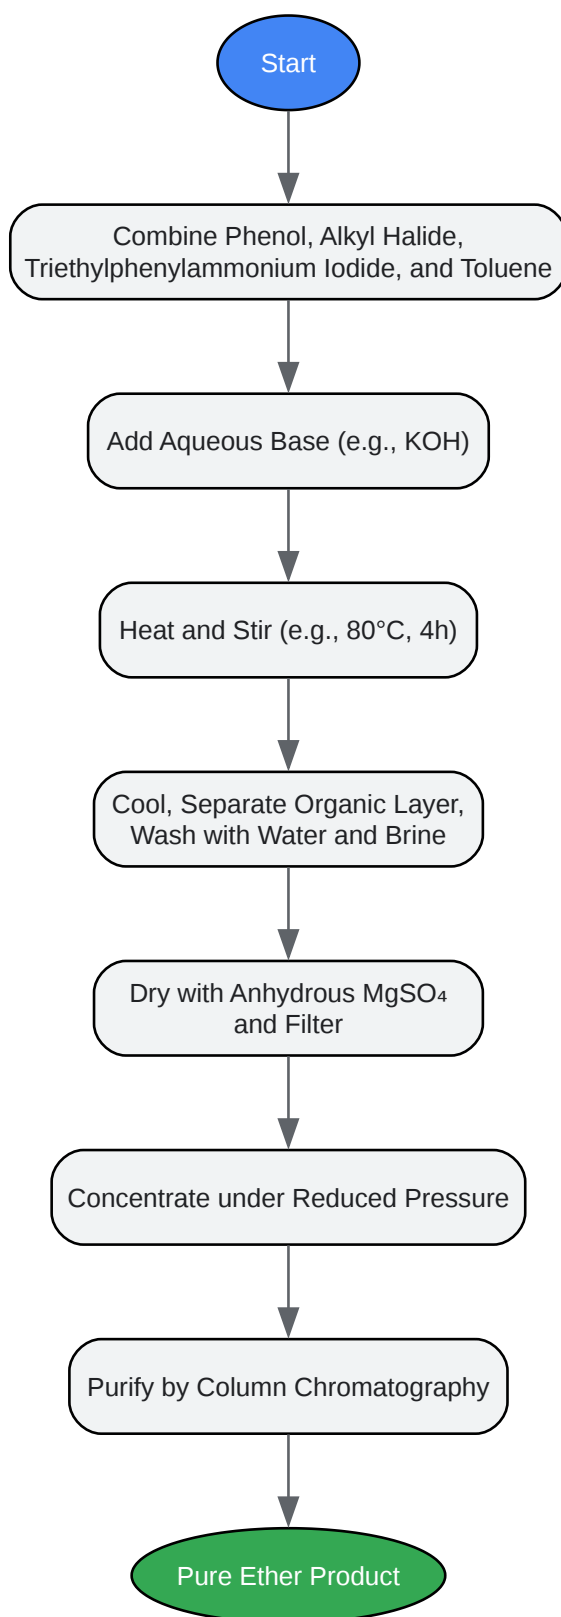 Start
Combine Phenol, Alkyl Halide,
Triethylphenylammonium Iodide, and Toluene
Add Aqueous Base (e.g., KOH)
Heat and Stir (e.g., 80°C, 4h)
Cool, Separate Organic Layer,
Wash with Water and Brine
Dry with Anhydrous MgSO₄
and Filter
Concentrate under Reduced Pressure
Purify by Column Chromatography
Pure Ether Product